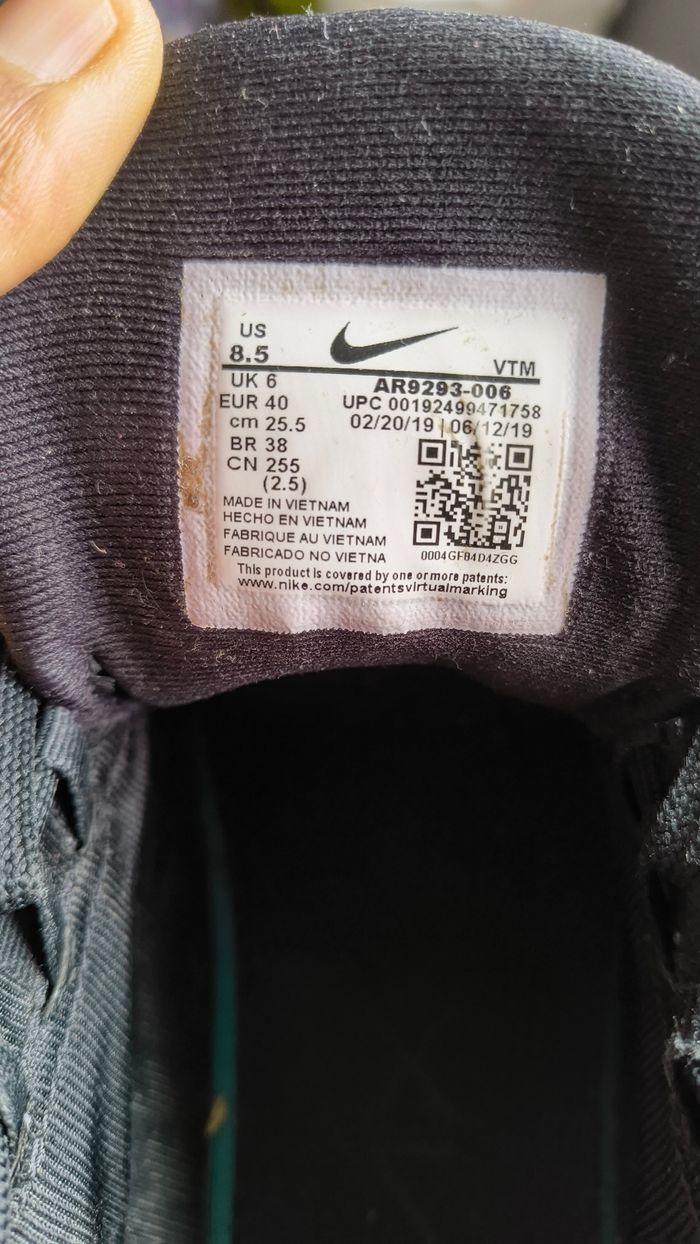 US
8.5
VTM
UK 6
AR9293-006
EUR 40
UPC 00192499471758
cm 25.5
02/20/19 | 06/12/19
BR 38
CN 255
(2.5)
MADE IN VIETNAM
HECHO EN VIETNAM
FABRIQUE AU VIETNAM
FABRICADO NO VIETNA
0004GF84D4ZGG
This product is covered by one or more patents:
www.nike.com/patentsvirtualmarking